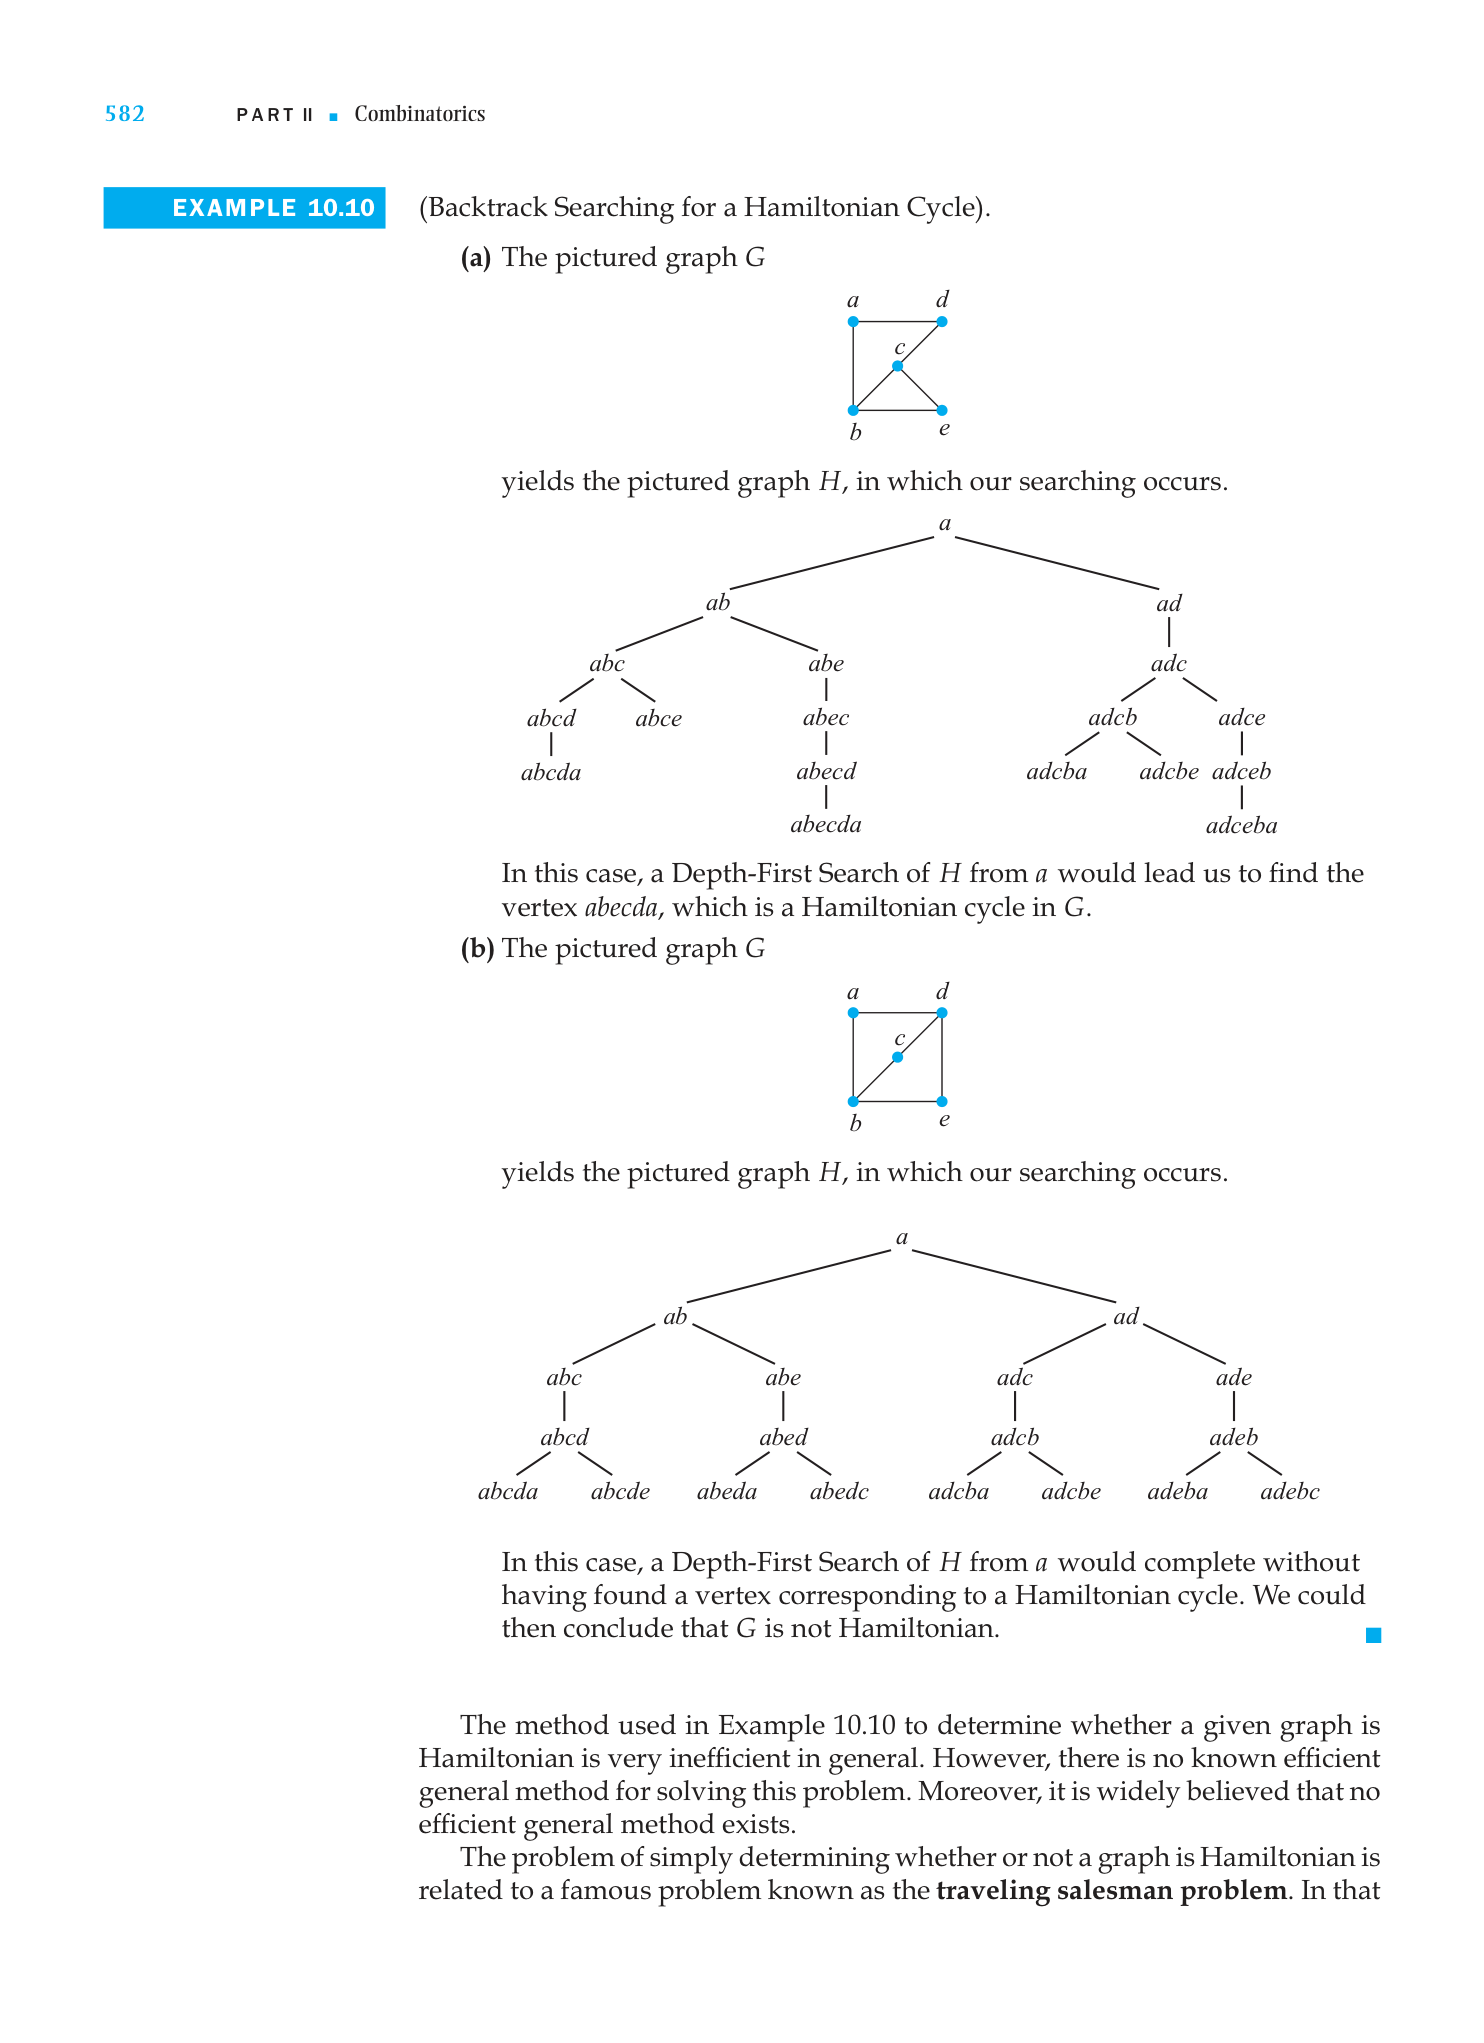 582 PART II ■ Combinatorics
EXAMPLE 10.10 (Backtrack Searching for a Hamiltonian Cycle).
(a) The pictured graph G
a d
c
b e
yields the pictured graph H, in which our searching occurs.
a
ab ad
abc abe adc
abcd abce abec adcb adce
abcda abecd adcba adcbe adceb
abecda adceba
In this case, a Depth-First Search of H from a would lead us to find the
vertex abecda, which is a Hamiltonian cycle in G.
(b) The pictured graph G
a d
c
b e
yields the pictured graph H, in which our searching occurs.
a
ab ad
abc abe adc ade
abcd abed adcb adeb
abcda abcde abeda abedc adcba adcbe adeba adebc
In this case, a Depth-First Search of H from a would complete without
having found a vertex corresponding to a Hamiltonian cycle. We could
then conclude that G is not Hamiltonian.
The method used in Example 10.10 to determine whether a given graph is
Hamiltonian is very inefficient in general. However, there is no known efficient
general method for solving this problem. Moreover, it is widely believed that no
efficient general method exists.
The problem of simply determining whether or not a graph is Hamiltonian is
related to a famous problem known as the traveling salesman problem. In that